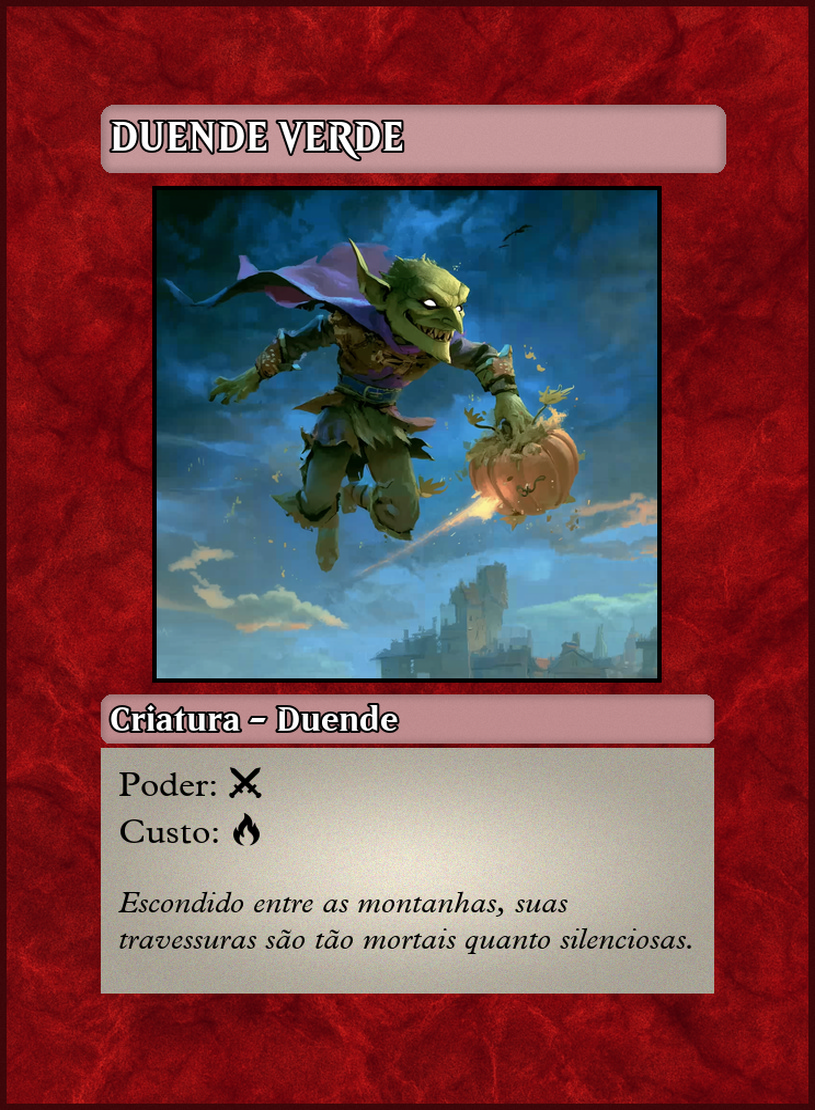 DUENDE VERDE
Criatura – Duende
Poder:
Custo:
Escondido entre as montanhas, suas
travessuras são tão mortais quanto silenciosas.